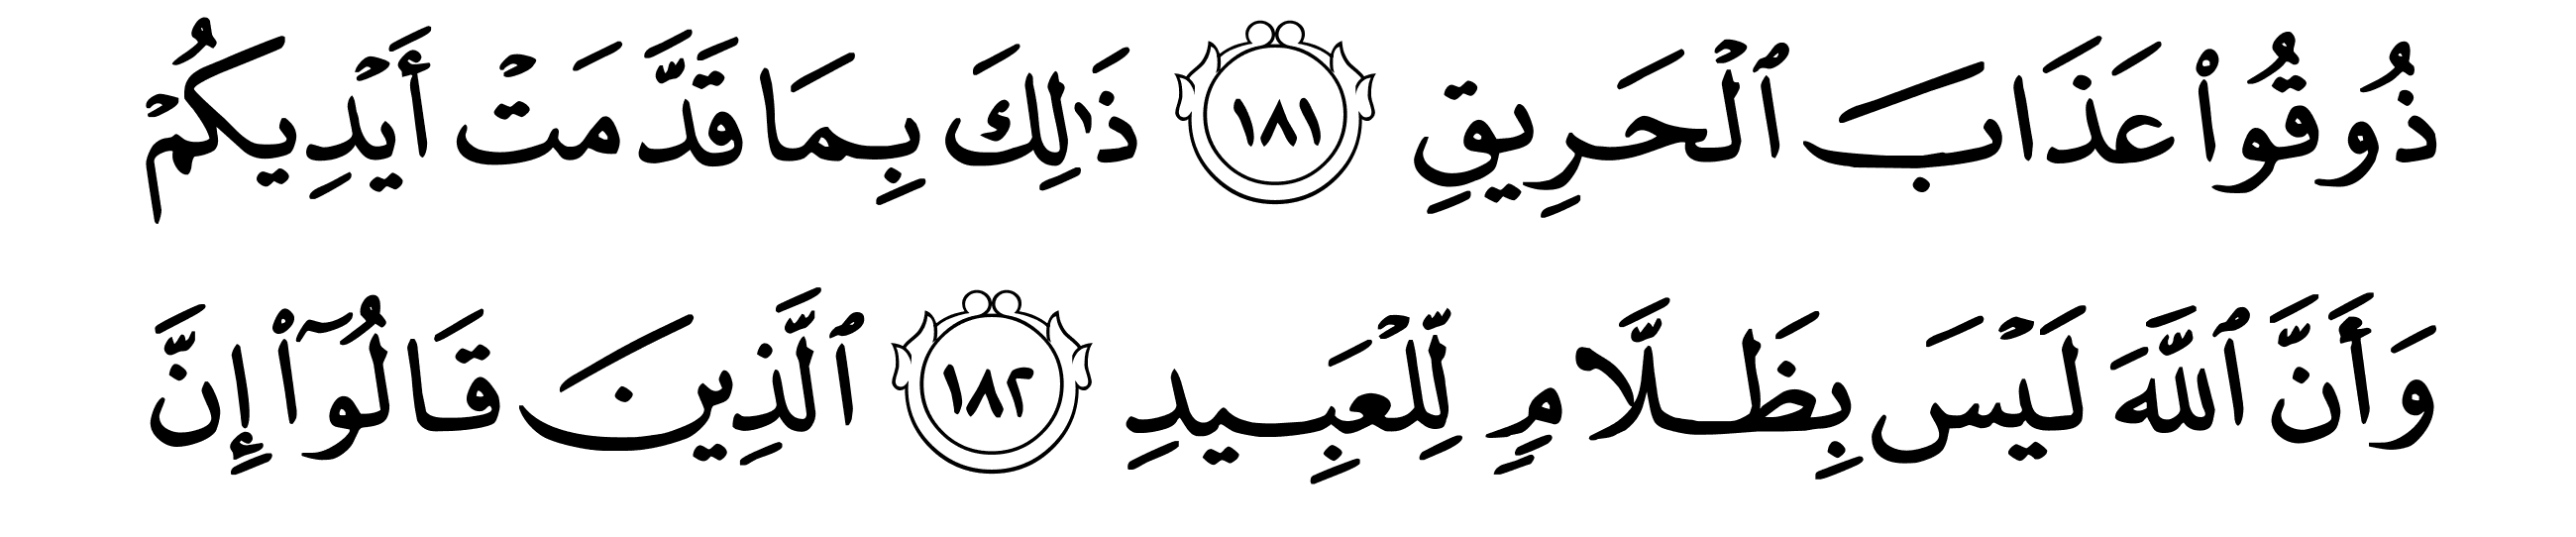 ذُوقُوا۟ عَذَابَ ٱلْحَرِيقِ ١٨١ ذَٰلِكَ بِمَا قَدَّمَتْ أَيْدِيكُمْ
وَأَنَّ ٱللَّهَ لَيْسَ بِظَلَّامٍ لِّلْعَبِيدِ ١٨٢ ٱلَّذِينَ قَالُوٓا۟ إِنَّ